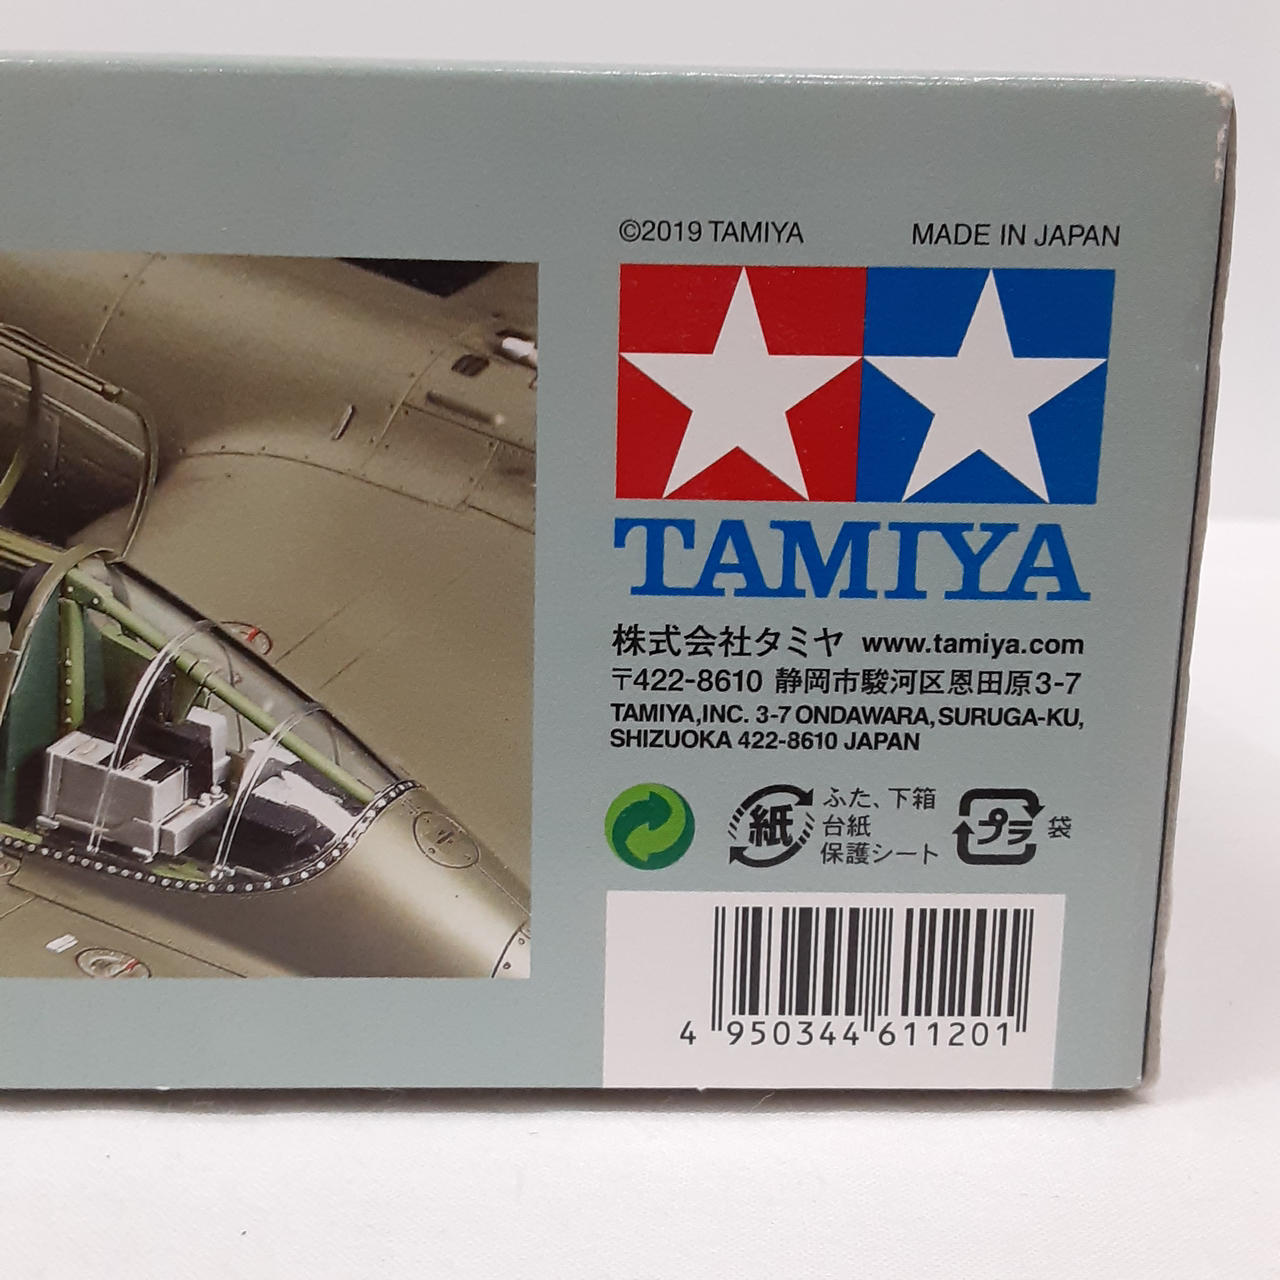 ©2019 TAMIYA MADE IN JAPAN
TAMIYA
株式会社タミヤ www.tamiya.com
〒422-8610 静岡市駿河区恩田原3-7
TAMIYA,INC. 3-7 ONDAWARA, SURUGA-KU,
SHIZUOKA 422-8610 JAPAN
紙
ふた、下箱
台紙
保護シート
プラ
袋
4 950344 611201